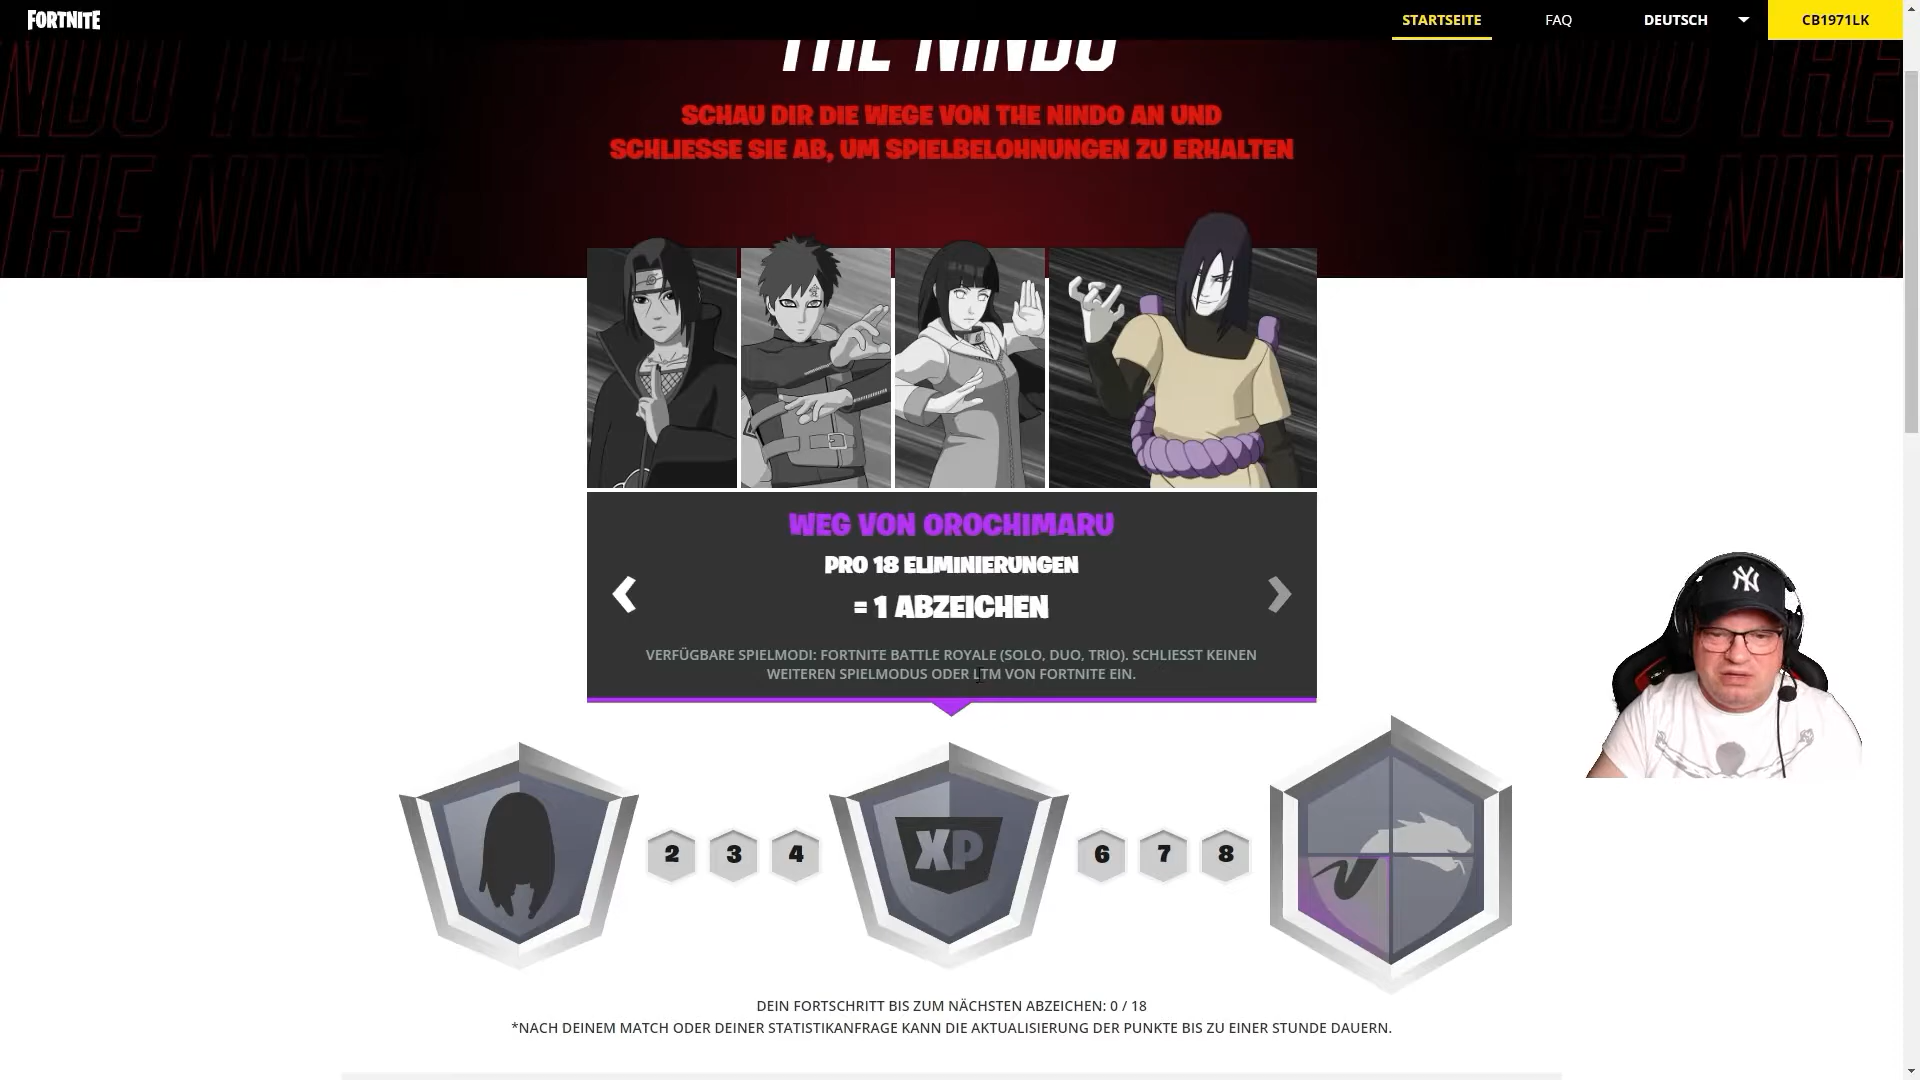 FORTNITE
STARTSEITE
FAQ
DEUTSCH
CB1971LK
THE NINDO
SCHAU DIR DIE WEGE VON THE NINDO AN UND
SCHLIESSE SIE AB, UM SPIELBELOHNUNGEN ZU ERHALTEN
WEG VON OROCHIMARU
PRO 18 ELIMINIERUNGEN
= 1 ABZEICHEN
VERFÜGBARE SPIELMODI: FORTNITE BATTLE ROYALE (SOLO, DUO, TRIO). SCHLIESST KEINEN
WEITEREN SPIELMODUS ODER LTM VON FORTNITE EIN.
2
3
4
XP
6
7
8
NY
DEIN FORTSCHRITT BIS ZUM NÄCHSTEN ABZEICHEN: 0 / 18
*NACH DEINEM MATCH ODER DEINER STATISTIKANFRAGE KANN DIE AKTUALISIERUNG DER PUNKTE BIS ZU EINER STUNDE DAUERN.